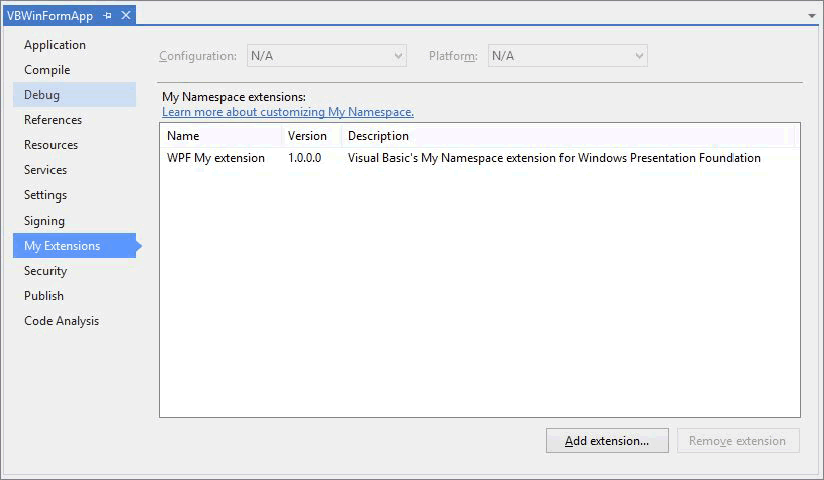 VBWinFormApp
Application
Compile
Debug
References
Resources
Services
Settings
Signing
My Extensions
Security
Publish
Code Analysis
Configuration: N/A Platform: N/A
My Namespace extensions:
Learn more about customizing My Namespace.
Name Version Description
WPF My extension 1.0.0.0 Visual Basic's My Namespace extension for Windows Presentation Foundation
Add extension... Remove extension